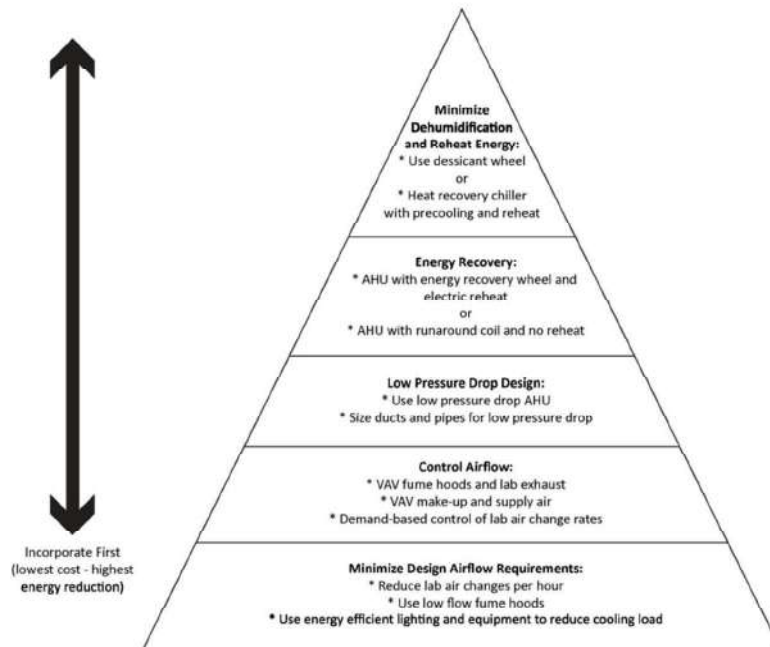 Minimize
Dehumidification
and Reheat Energy:
* Use dessicant wheel
or
* Heat recovery chiller
with precooling and reheat
Energy Recovery:
* AHU with energy recovery wheel and
electric reheat
or
* AHU with runaround coil and no reheat
Low Pressure Drop Design:
* Use low pressure drop AHU
* Size ducts and pipes for low pressure drop
Control Airflow:
* VAV fume hoods and lab exhaust
* VAV make-up and supply air
* Demand-based control of lab air change rates
Incorporate First
(lowest cost - highest
energy reduction)
Minimize Design Airflow Requirements:
* Reduce lab air changes per hour
* Use low flow fume hoods
* Use energy efficient lighting and equipment to reduce cooling load